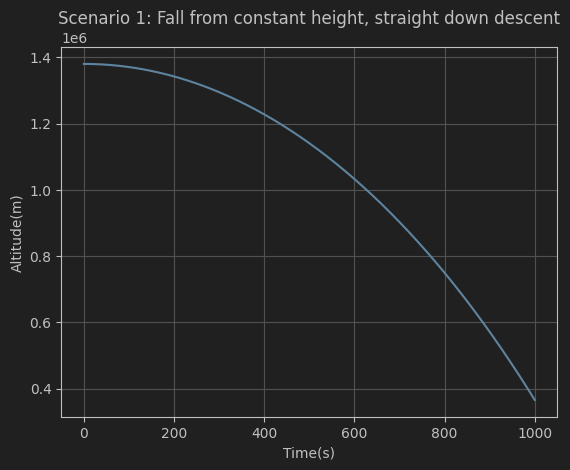 Scenario 1: Fall from constant height, straight down descent
1e6
1.4
1.2
1.0
0.8
0.6
0.4
Altitude(m)
0 200 400 600 800 1000
Time(s)